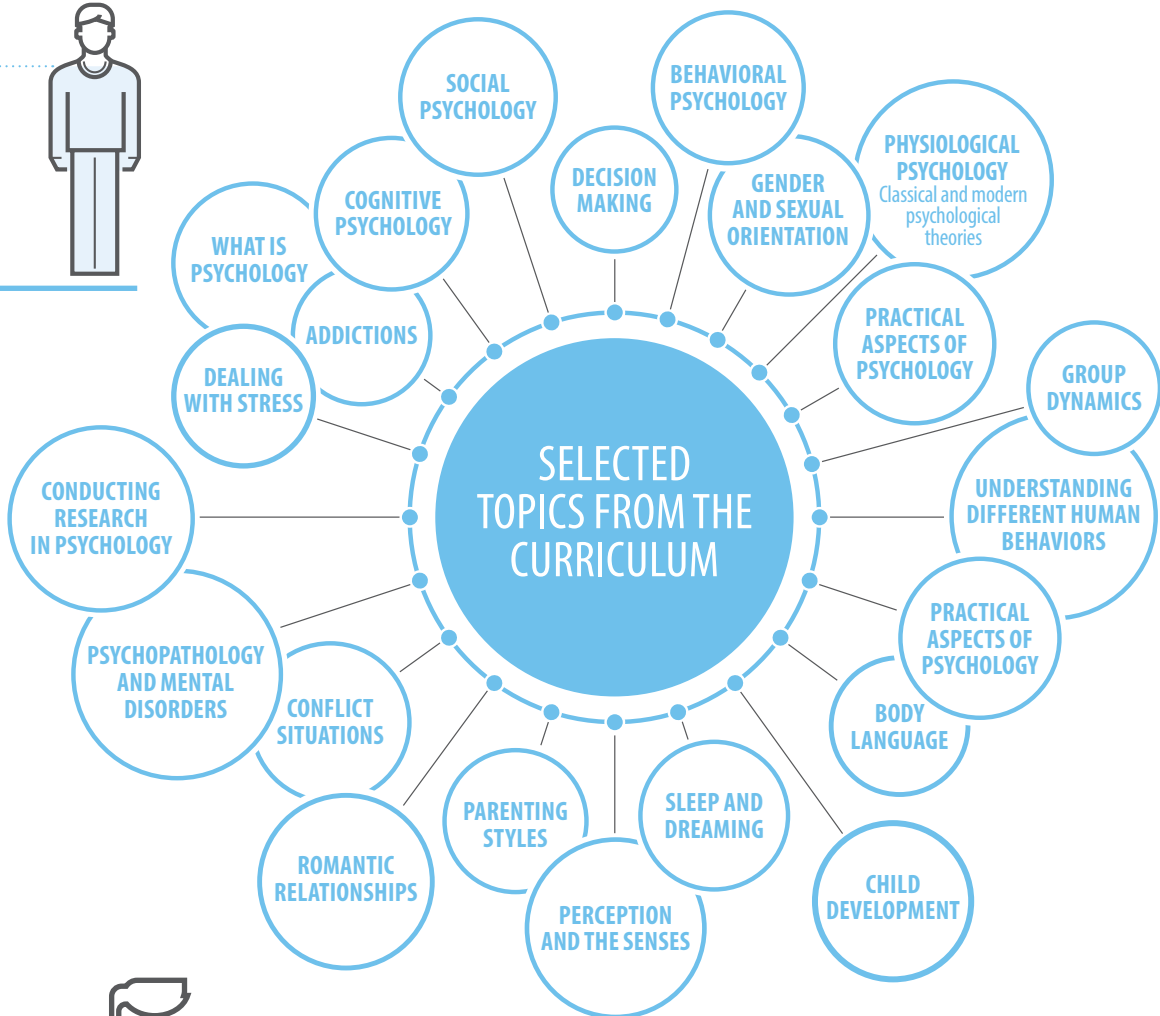 SOCIAL
PSYCHOLOGY
BEHAVIORAL
PSYCHOLOGY
DECISION
MAKING
COGNITIVE
PSYCHOLOGY
GENDER
AND SEXUAL
ORIENTATION
PHYSIOLOGICAL
PSYCHOLOGY
Classical and modern
psychological
theories
WHAT IS
PSYCHOLOGY
ADDICTIONS
PRACTICAL
ASPECTS OF
PSYCHOLOGY
DEALING
WITH STRESS
GROUP
DYNAMICS
SELECTED
TOPICS FROM THE
CURRICULUM
CONDUCTING
RESEARCH
IN PSYCHOLOGY
UNDERSTANDING
DIFFERENT HUMAN
BEHAVIORS
PSYCHOPATHOLOGY
AND MENTAL
DISORDERS
PRACTICAL
ASPECTS OF
PSYCHOLOGY
CONFLICT
SITUATIONS
BODY
LANGUAGE
PARENTING
STYLES
SLEEP AND
DREAMING
ROMANTIC
RELATIONSHIPS
PERCEPTION
AND THE SENSES
CHILD
DEVELOPMENT